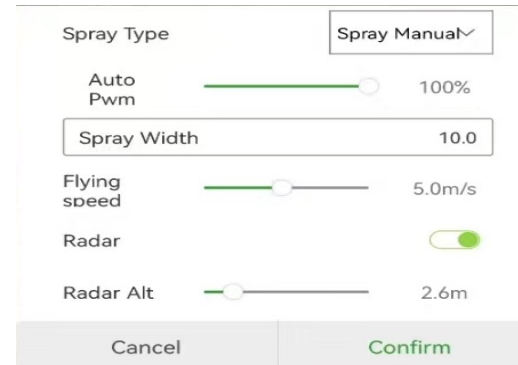 Spray Type
Spray Manual
Auto
Pwm
100%
Spray Width
10.0
Flying
speed
5.0m/s
Radar
Radar Alt
2.6m
Cancel
Confirm